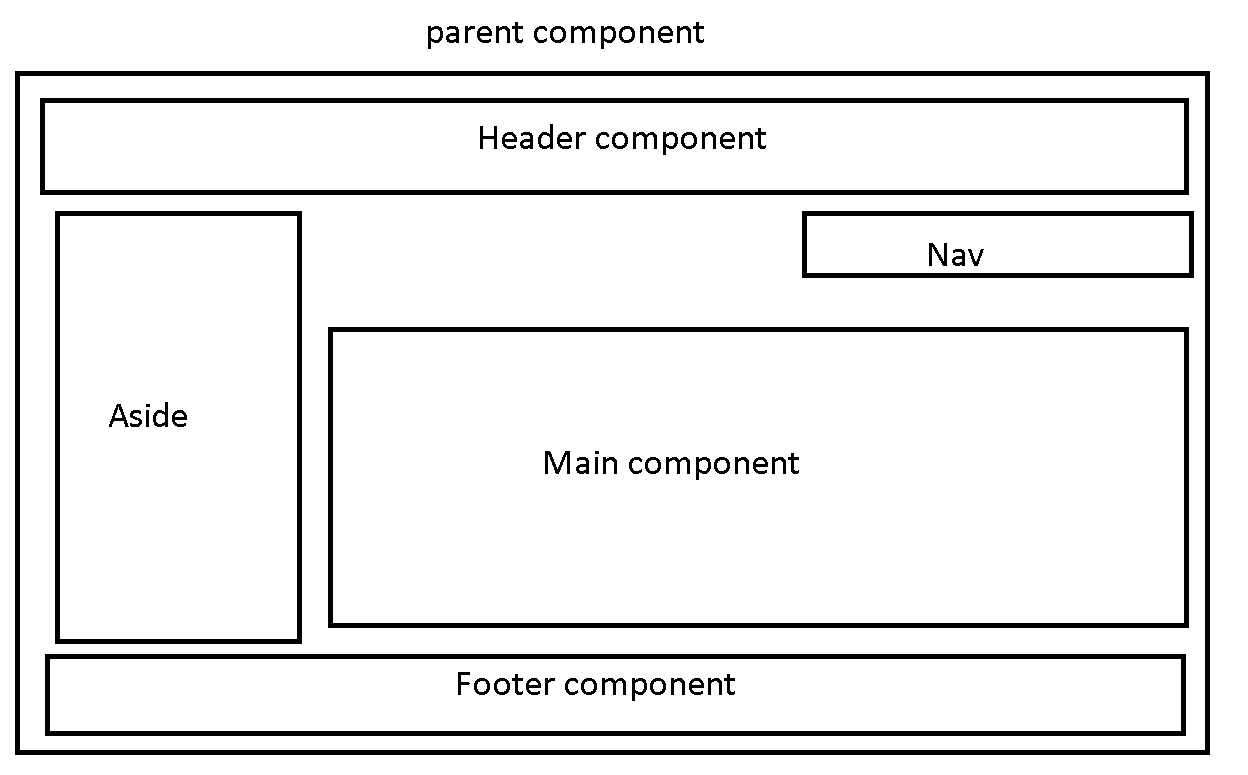 parent component
Header component
Nav
Aside
Main component
Footer component